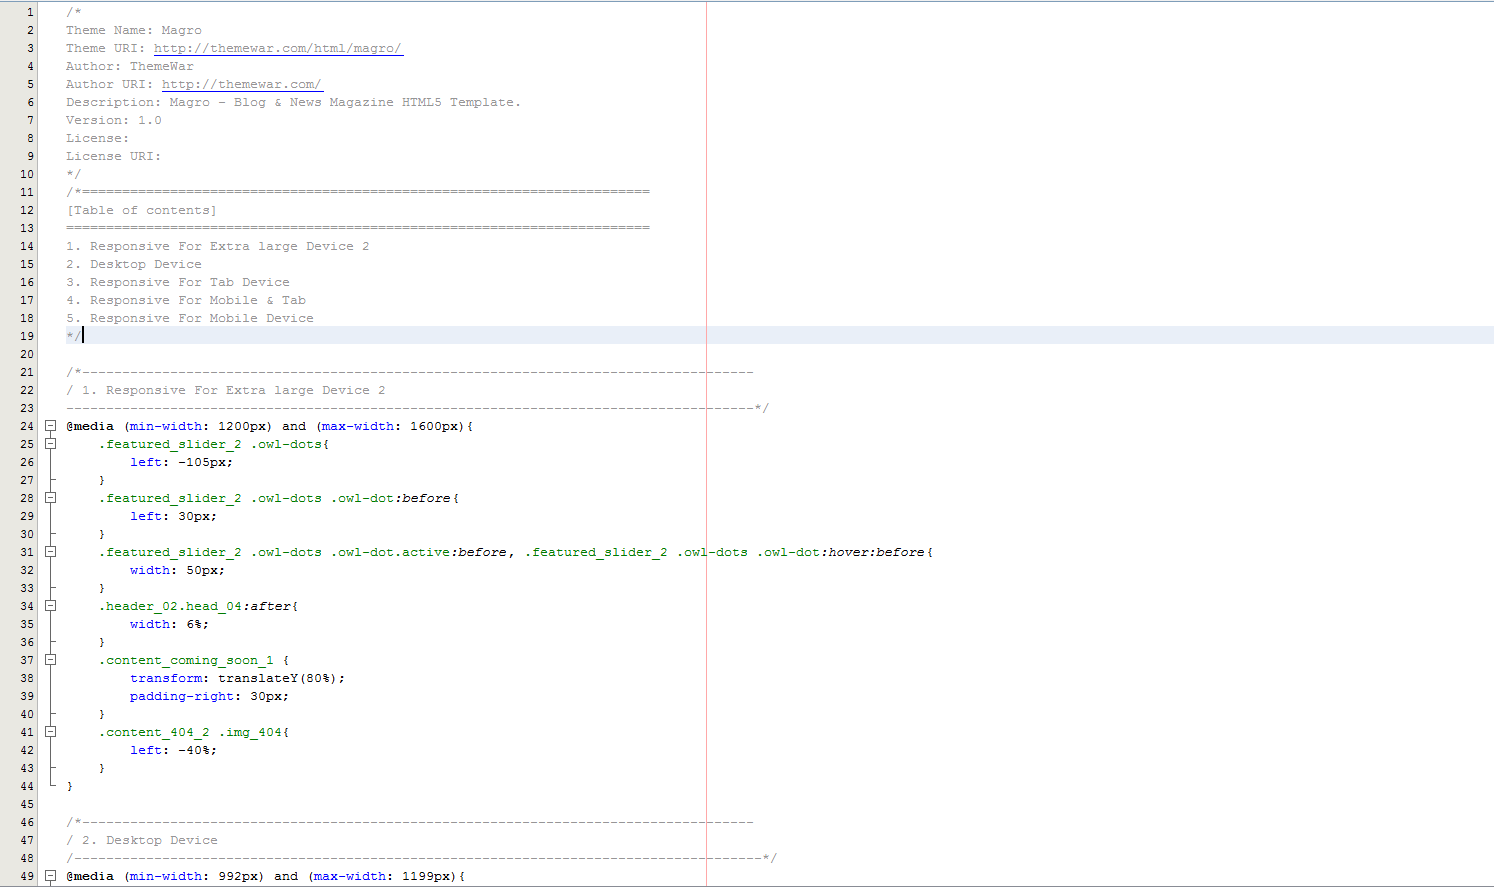 1 /*
2 Theme Name: Magro
3 Theme URI: http://themewar.com/html/magro/
4 Author: ThemeWar
5 Author URI: http://themewar.com/
6 Description: Magro - Blog & News Magazine HTML5 Template.
7 Version: 1.0
8 License:
9 License URI:
10 */
11 /*=======================================================================
12 [Table of contents]
13 =========================================================================
14 1. Responsive For Extra large Device 2
15 2. Desktop Device
16 3. Responsive For Tab Device
17 4. Responsive For Mobile & Tab
18 5. Responsive For Mobile Device
19 */
20
21 /*------------------------------------------------------------------------------------
22 / 1. Responsive For Extra large Device 2
23 --------------------------------------------------------------------------------------*/
24 @media (min-width: 1200px) and (max-width: 1600px){
25     .featured_slider_2 .owl-dots{
26         left: -105px;
27     }
28     .featured_slider_2 .owl-dots .owl-dot:before{
29         left: 30px;
30     }
31     .featured_slider_2 .owl-dots .owl-dot.active:before, .featured_slider_2 .owl-dots .owl-dot:hover:before{
32         width: 50px;
33     }
34     .header_02.head_04:after{
35         width: 6%;
36     }
37     .content_coming_soon_1 {
38         transform: translateY(80%);
39         padding-right: 30px;
40     }
41     .content_404_2 .img_404{
42         left: -40%;
43     }
44 }
45
46 /*------------------------------------------------------------------------------------
47 / 2. Desktop Device
48 /--------------------------------------------------------------------------------------*/
49 @media (min-width: 992px) and (max-width: 1199px){